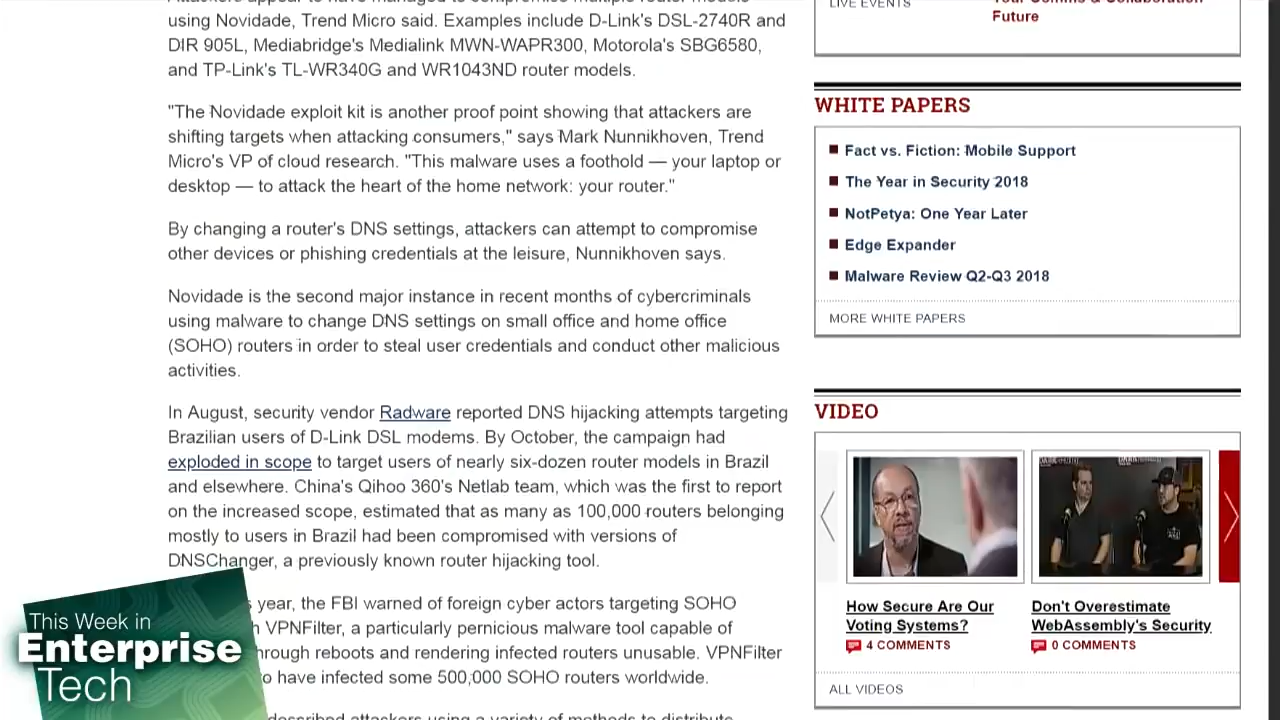 using Novidade, Trend Micro said. Examples include D-Link's DSL-2740R and
DIR 905L, Mediabridge's Medialink MWN-WAPR300, Motorola's SBG6580,
and TP-Link's TL-WR340G and WR1043ND router models.
"The Novidade exploit kit is another proof point showing that attackers are
shifting targets when attacking consumers," says Mark Nunnikhoven, Trend
Micro's VP of cloud research. "This malware uses a foothold — your laptop or
desktop — to attack the heart of the home network: your router."
By changing a router's DNS settings, attackers can attempt to compromise
other devices or phishing credentials at the leisure, Nunnikhoven says.
Novidade is the second major instance in recent months of cybercriminals
using malware to change DNS settings on small office and home office
(SOHO) routers in order to steal user credentials and conduct other malicious
activities.
In August, security vendor Radware reported DNS hijacking attempts targeting
Brazilian users of D-Link DSL modems. By October, the campaign had
exploded in scope to target users of nearly six-dozen router models in Brazil
and elsewhere. China's Qihoo 360's Netlab team, which was the first to report
on the increased scope, estimated that as many as 100,000 routers belonging
mostly to users in Brazil had been compromised with versions of
DNSChanger, a previously known router hijacking tool.
year, the FBI warned of foreign cyber actors targeting SOHO
VPNFilter, a particularly pernicious malware tool capable of
through reboots and rendering infected routers unusable. VPNFilter
have infected some 500,000 SOHO routers worldwide.
described attackers using a variety of methods to distribute
This Week in
Enterprise
Tech
LIVE EVENTS
Your Comms & Collaboration
Future
WHITE PAPERS
Fact vs. Fiction: Mobile Support
The Year in Security 2018
NotPetya: One Year Later
Edge Expander
Malware Review Q2-Q3 2018
MORE WHITE PAPERS
VIDEO
How Secure Are Our
Voting Systems?
4 COMMENTS
Don't Overestimate
WebAssembly's Security
0 COMMENTS
ALL VIDEOS